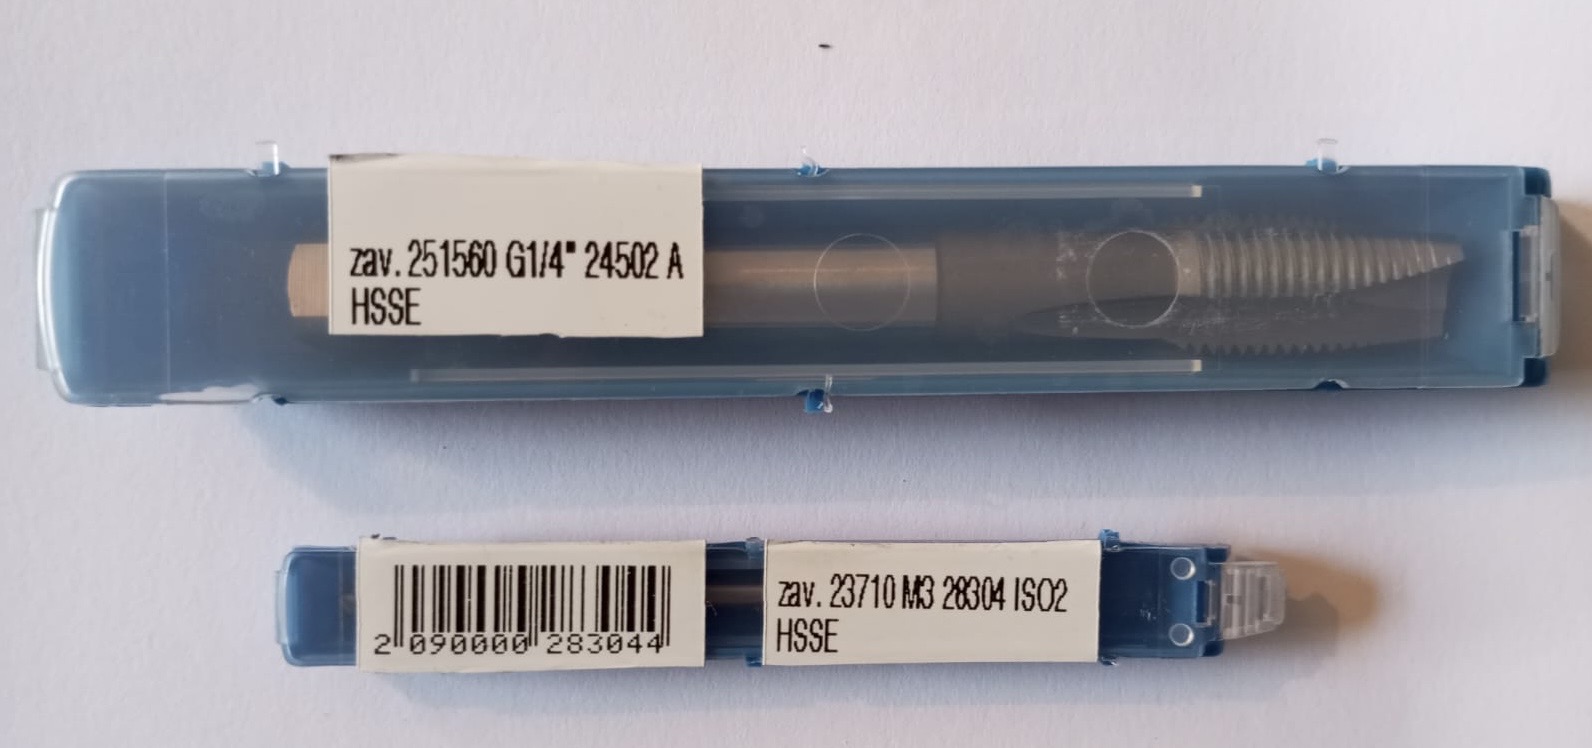 zav. 251560 G1/4" 24502 A
HSSE
2 090000 283044
zav. 23710 M3 28304 ISO2
HSSE